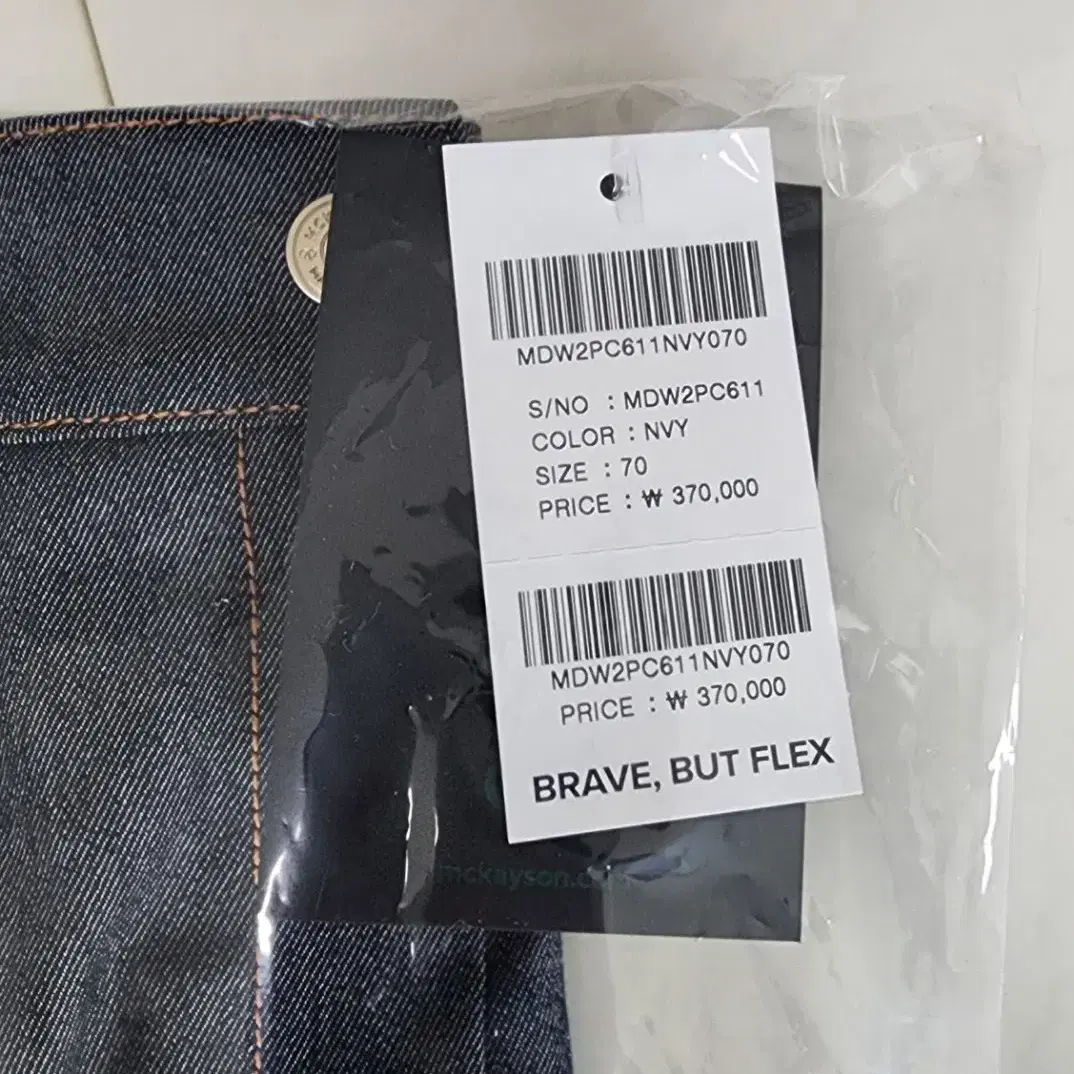 MDW2PC611NVY070
S/NO : MDW2PC611
COLOR : NVY
SIZE : 70
PRICE : ₩ 370,000
MDW2PC611NVY070
PRICE : ₩ 370,000
BRAVE, BUT FLEX